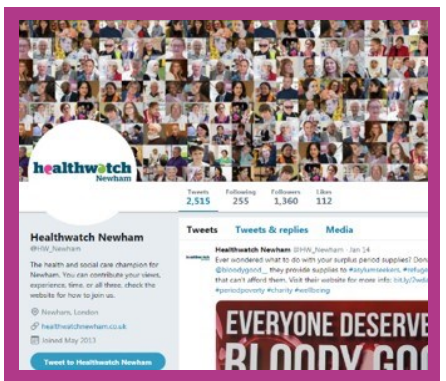 healthwatch
Newham
Tweets Following Followers Likes
2,515 255 1,360 112
Healthwatch Newham
@HW_Newham
The health and social care champion for
Newham. You can contribute your views,
experience, time, or all three, check the
website for how to join us.
Newham, London
healthwatchnewham.co.uk
Joined May 2013
Tweet to Healthwatch Newham
Tweets Tweets & replies Media
Healthwatch Newham @HW_Newham · Jan 14
Ever wondered what to do with your surplus period supplies? Don
@bloodygood__ they provide supplies to #asylumseekers, #refuge
that can't afford them. Visit their website for more info: bit.ly/2wda
#periodpoverty #charity #wellbeing
EVERYONE DESERVE
BLOODY GOO